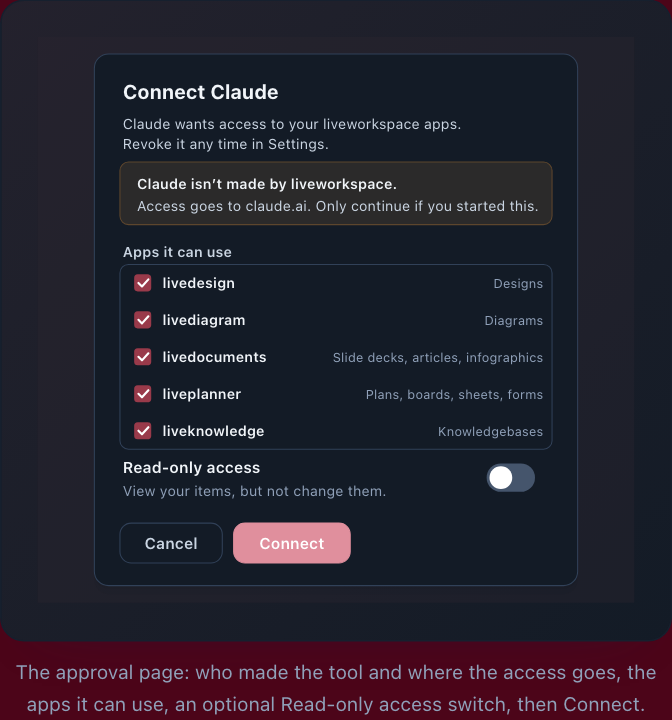 Connect Claude
Claude wants access to your liveworkspace apps.
Revoke it any time in Settings.
Claude isn’t made by liveworkspace.
Access goes to claude.ai. Only continue if you started this.
Apps it can use
livedesign Designs
livediagram Diagrams
livedocuments Slide decks, articles, infographics
liveplanner Plans, boards, sheets, forms
liveknowledge Knowledgebases
Read-only access
View your items, but not change them.
Cancel Connect
The approval page: who made the tool and where the access goes, the
apps it can use, an optional Read-only access switch, then Connect.